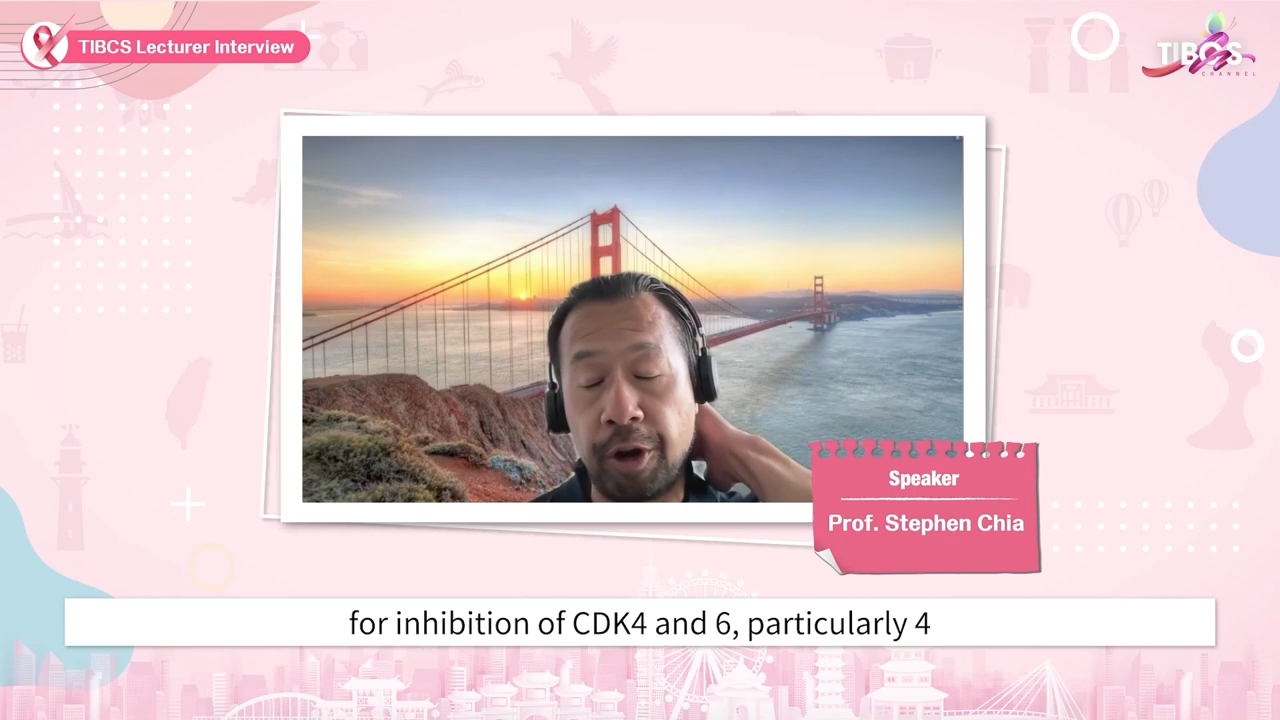 TIBCS Lecturer Interview
TIBCS
CHANNEL
Speaker
Prof. Stephen Chia
for inhibition of CDK4 and 6, particularly 4